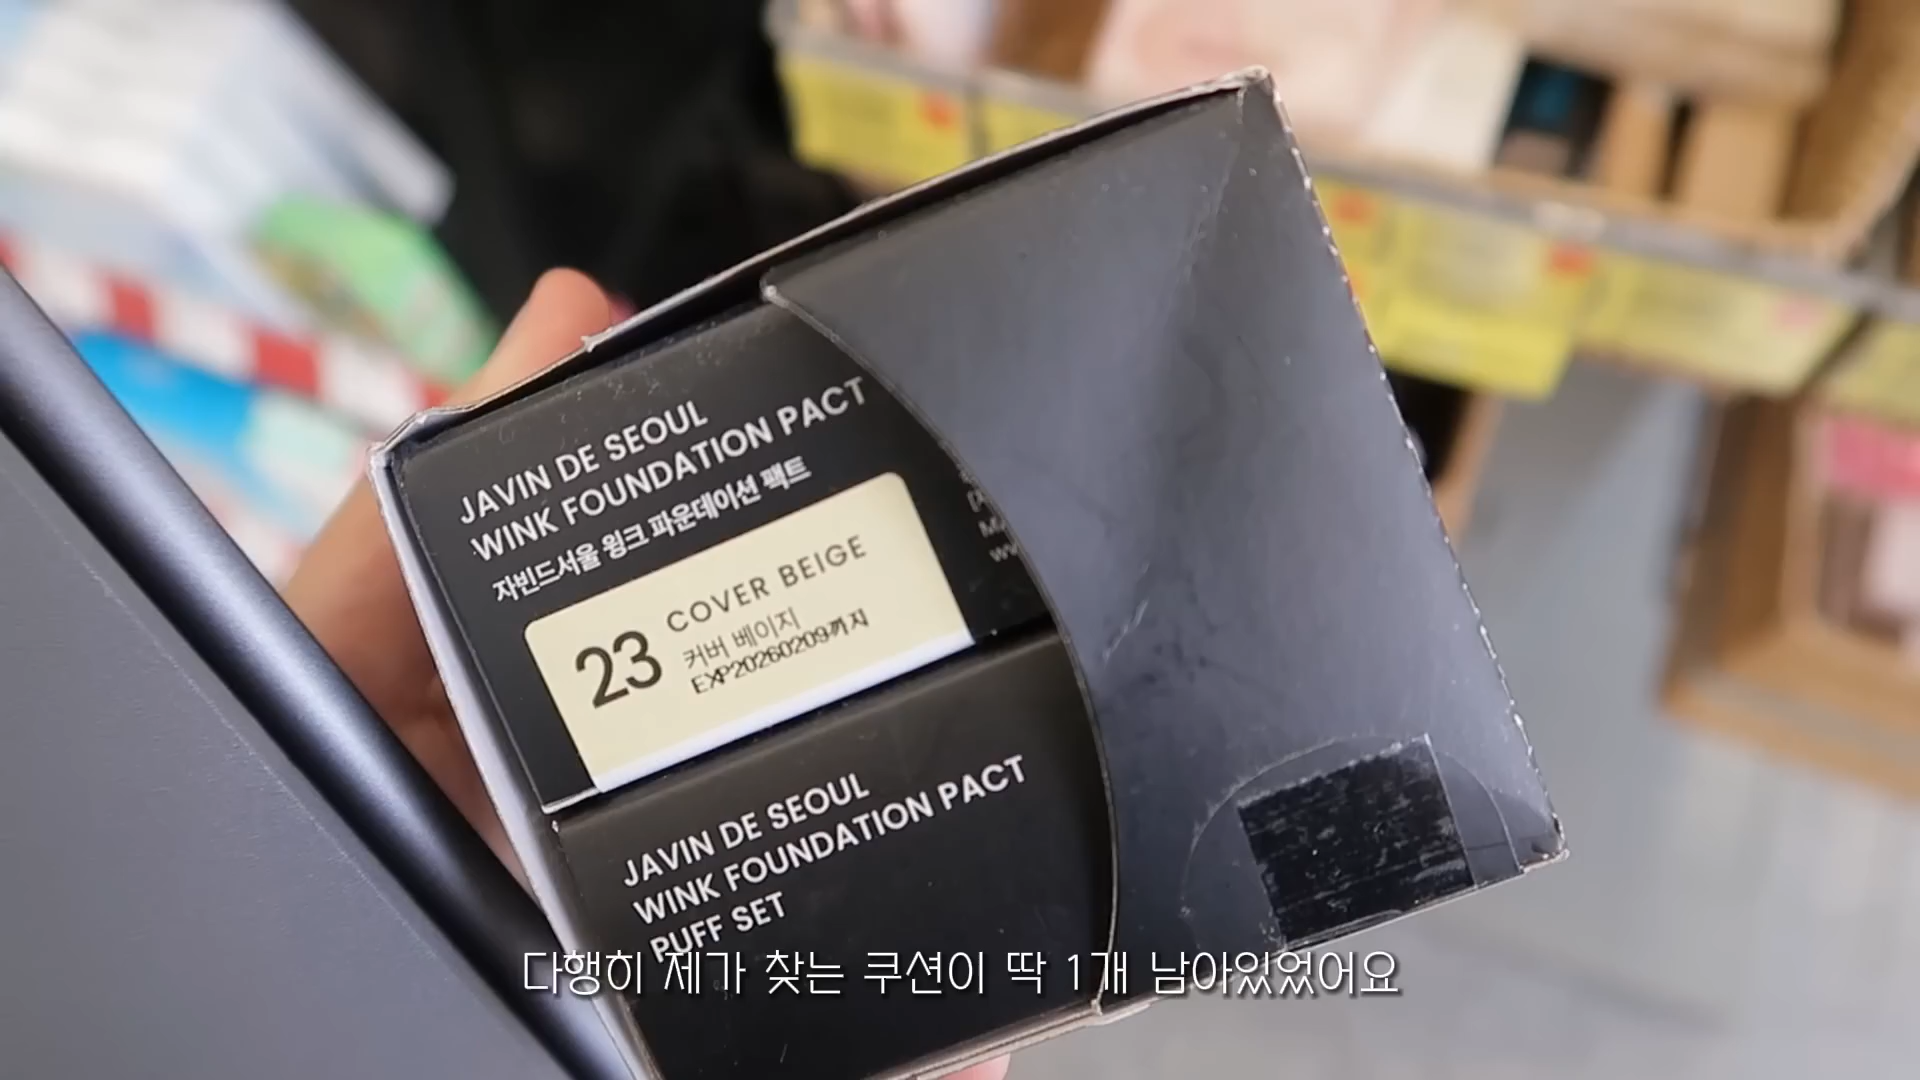 JAVIN DE SEOUL
WINK FOUNDATION PACT
자빈드서울 윙크 파운데이션 팩트
23
COVER BEIGE
커버 베이지
EXP20260209까지
JAVIN DE SEOUL
WINK FOUNDATION PACT
PUFF SET
다행히 제가 찾는 쿠션이 딱 1개 남아있었어요